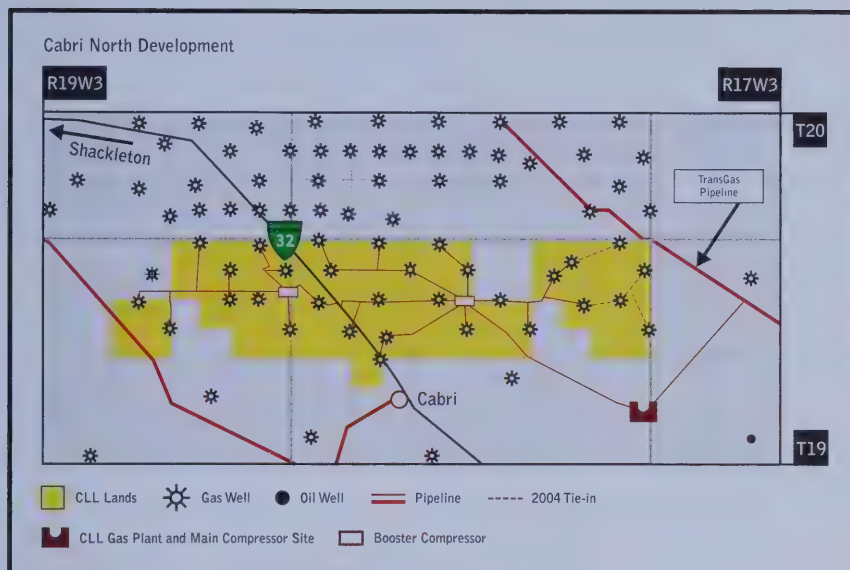 Cabri North Development
R19W3
R17W3
T20
Shackleton
TransGas
Pipeline
32
Cabri
T19
CLL Lands
Gas Well
Oil Well
Pipeline
2004 Tie-in
CLL Gas Plant and Main Compressor Site
Booster Compressor